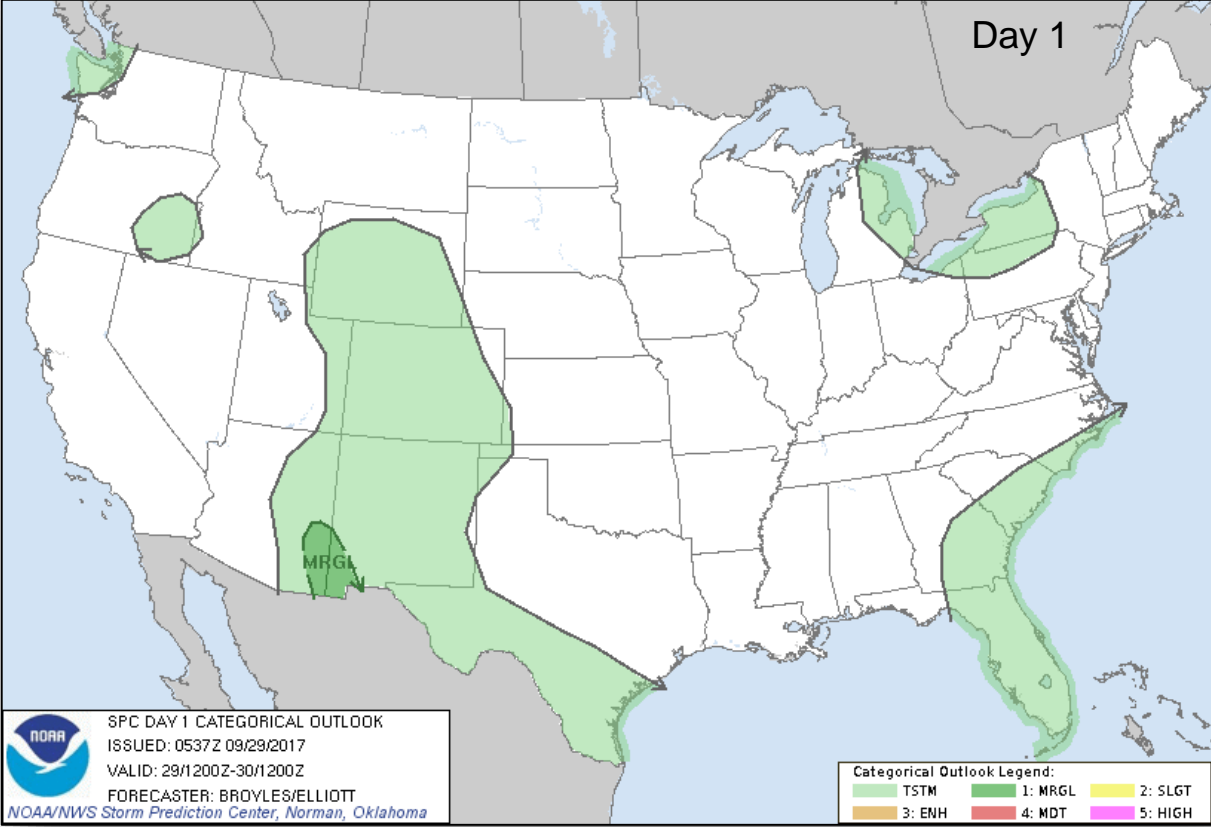 Day 1
MRGL
NOAA
SPC DAY 1 CATEGORICAL OUTLOOK
ISSUED: 0537Z 09/29/2017
VALID: 29/1200Z-30/1200Z
FORECASTER: BROYLES/ELLIOTT
NOAA/NWS Storm Prediction Center, Norman, Oklahoma
Categorical Outlook Legend:
TSTM 1: MRGL 2: SLGT
3: ENH 4: MDT 5: HIGH